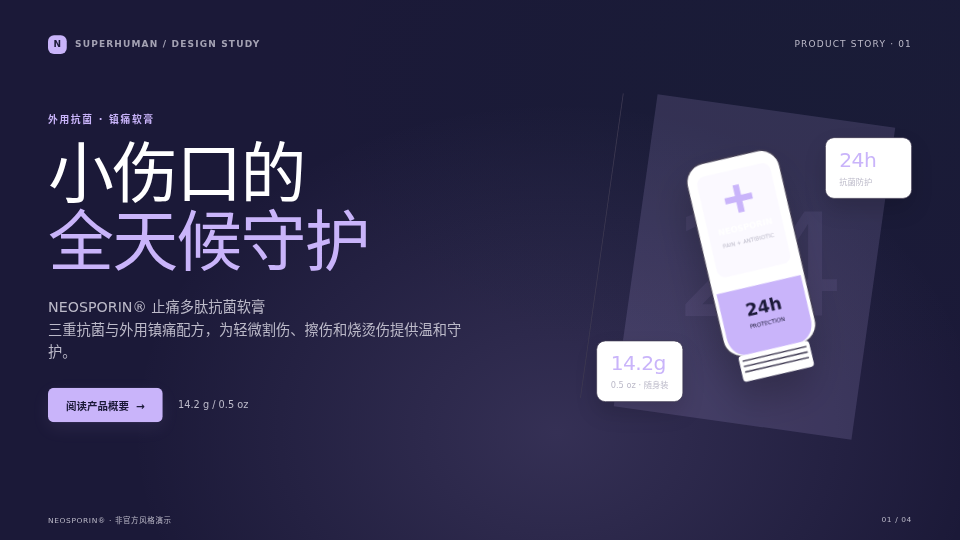 N SUPERHUMAN / DESIGN STUDY
PRODUCT STORY · 01
外用抗菌 · 镇痛软膏
小伤口的
全天候守护
NEOSPORIN® 止痛多肽抗菌软膏
三重抗菌与外用镇痛配方，为轻微割伤、擦伤和烧烫伤提供温和守
护。
阅读产品概要 →
14.2 g / 0.5 oz
24
24h
抗菌防护
PAIN + ANTIBIOTIC
24h
PROTECTION
14.2g
0.5 oz · 随身装
NEOSPORIN® · 非官方风格演示
01 / 04